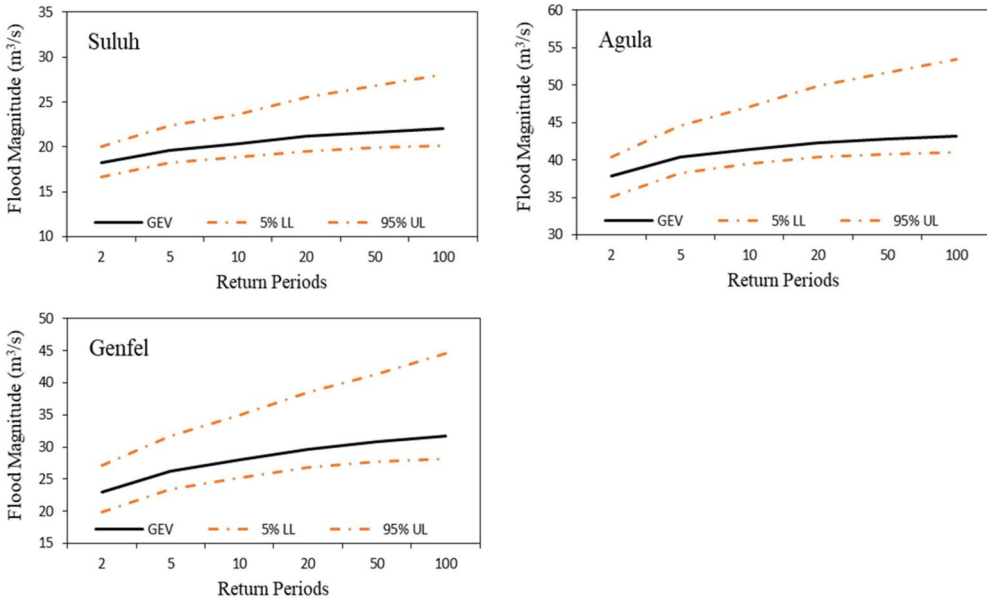 Suluh
Flood Magnitude (m³/s)
35
30
25
20
15
10
GEV 5% LL 95% UL
2 5 10 20 50 100
Return Periods
Agula
Flood Magnitude (m³/s)
60
55
50
45
40
35
30
GEV 5% LL 95% UL
2 5 10 20 50 100
Return Periods
Genfel
Flood Magnitude (m³/s)
50
45
40
35
30
25
20
15
GEV 5% LL 95% UL
2 5 10 20 50 100
Return Periods